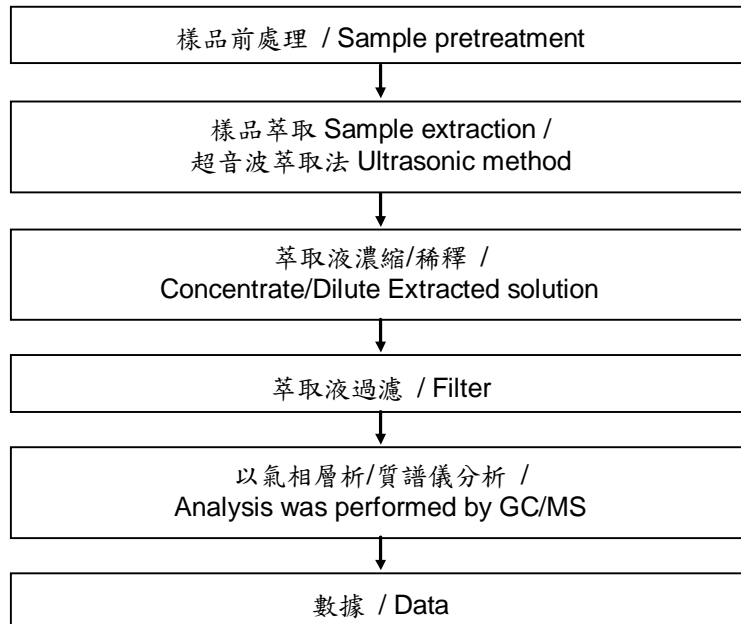 樣品前處理 / Sample pretreatment
樣品萃取 Sample extraction /
超音波萃取法 Ultrasonic method
萃取液濃縮/稀釋 /
Concentrate/Dilute Extracted solution
萃取液過濾 / Filter
以氣相層析/質譜儀分析 /
Analysis was performed by GC/MS
數據 / Data